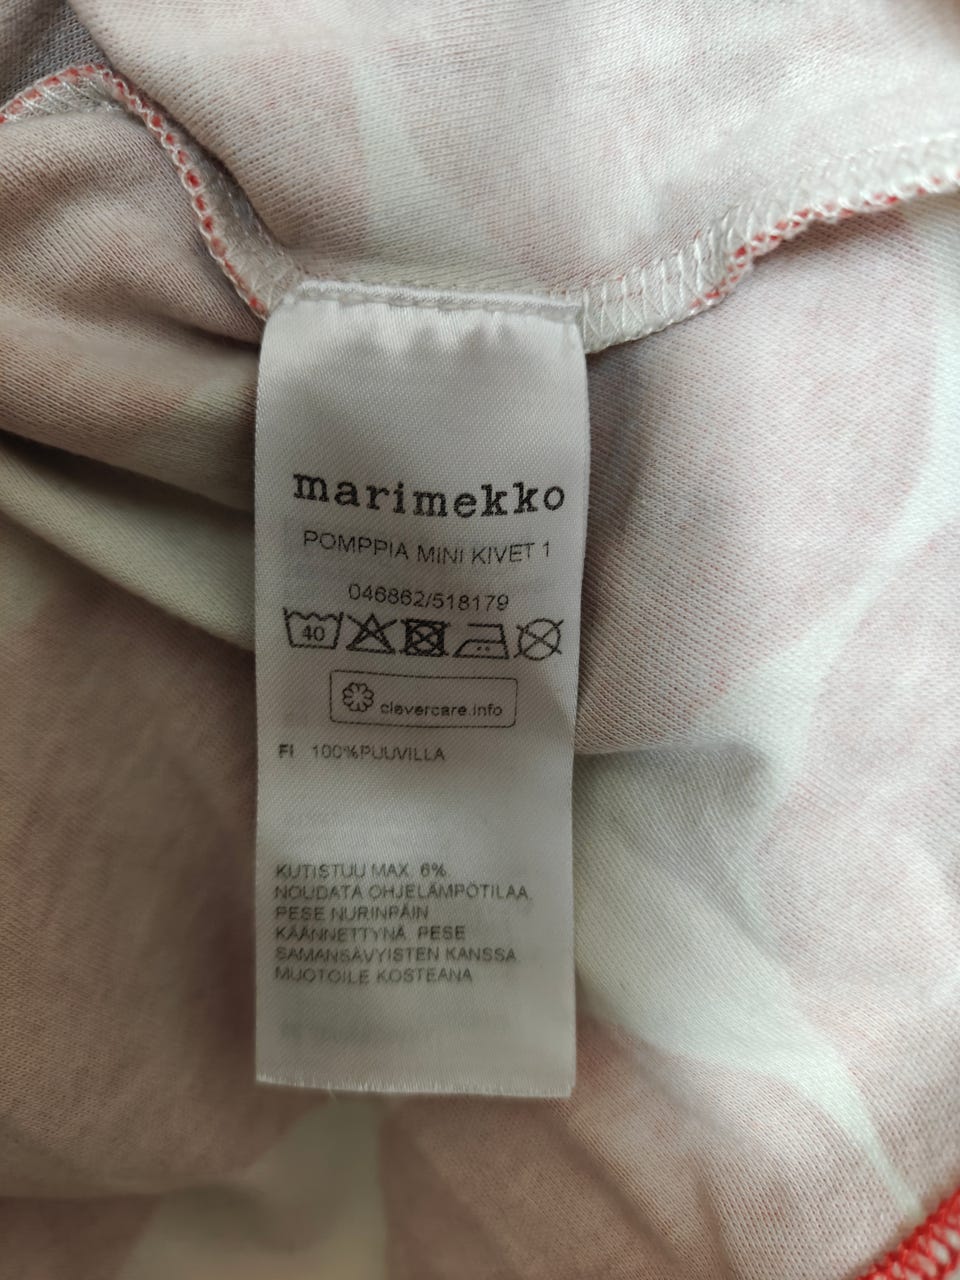 marimekko
POMPPIA MINI KIVET 1
046862/518179
40
clevercare.info
FI 100%PUUVILLA
KUTISTUU MAX. 6%.
NOUDATA OHJELÄMPÖTILAA.
PESE NURINPÄIN
KÄÄNNETTYNÄ. PESE
SAMANSÄVYISTEN KANSSA.
MUOTOILE KOSTEANA